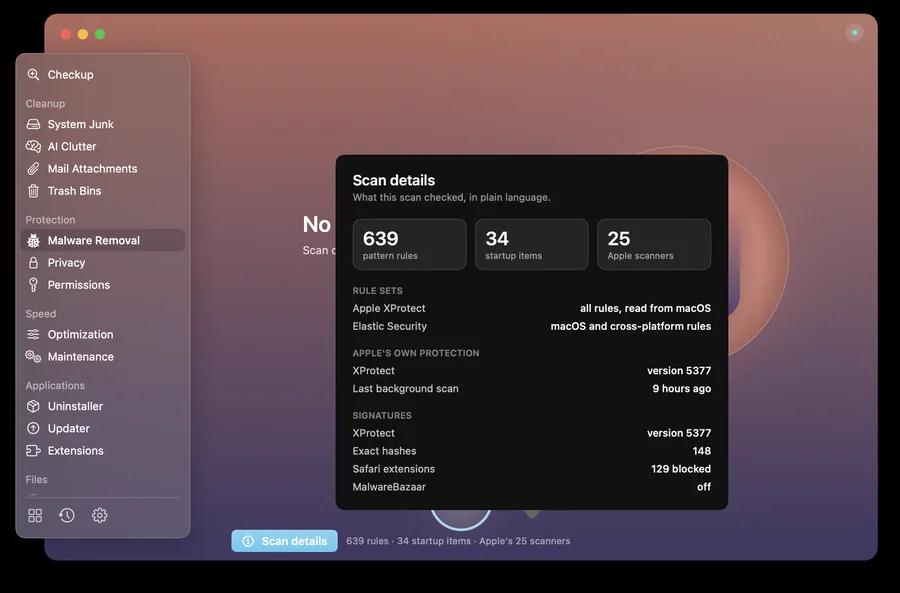 Checkup
Cleanup
System Junk
AI Clutter
Mail Attachments
Trash Bins
Protection
Malware Removal
Privacy
Permissions
Speed
Optimization
Maintenance
Applications
Uninstaller
Updater
Extensions
Files
No
Scan
Scan details
What this scan checked, in plain language.
639
pattern rules
34
startup items
25
Apple scanners
RULE SETS
Apple XProtect all rules, read from macOS
Elastic Security macOS and cross-platform rules
APPLE'S OWN PROTECTION
XProtect version 5377
Last background scan 9 hours ago
SIGNATURES
XProtect version 5377
Exact hashes 148
Safari extensions 129 blocked
MalwareBazaar off
Scan details 639 rules · 34 startup items · Apple's 25 scanners